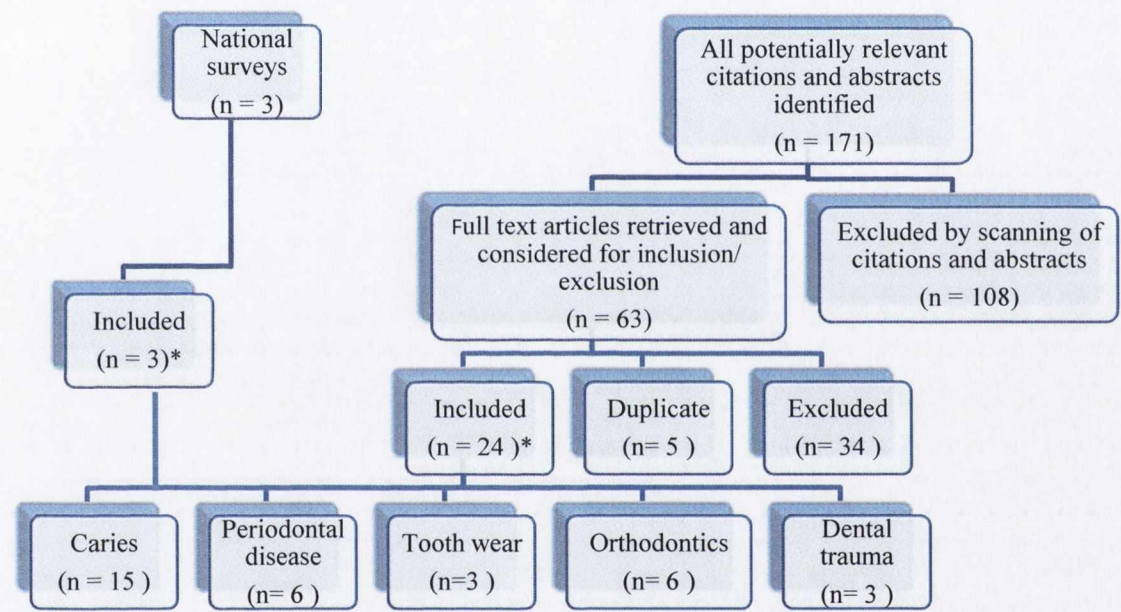 National
surveys
(n = 3)
All potentially relevant
citations and abstracts
identified
(n = 171)
Full text articles retrieved and
considered for inclusion/
exclusion
(n = 63)
Excluded by scanning of
citations and abstracts
(n = 108)
Included
(n = 3)*
Included
(n = 24 )*
Duplicate
(n= 5 )
Excluded
(n= 34 )
Caries
(n = 15 )
Periodontal
disease
(n= 6 )
Tooth wear
(n=3 )
Orthodontics
(n= 6 )
Dental
trauma
(n= 3 )